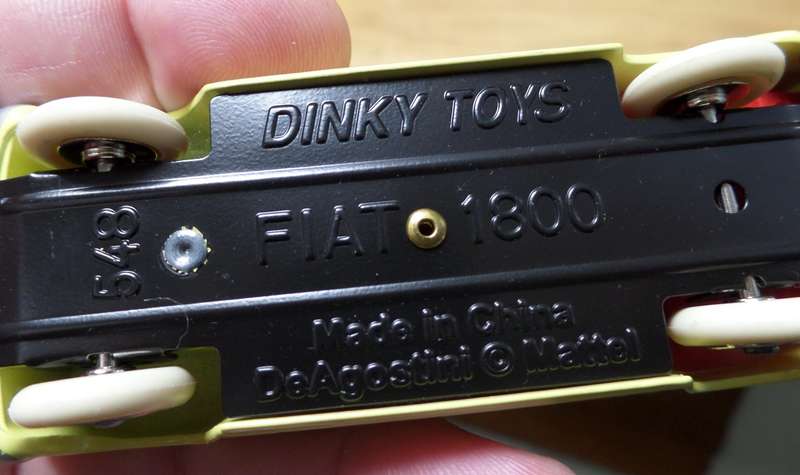 DINKY TOYS
548
FIAT 1800
Made in China
DeAgostini © Mattel